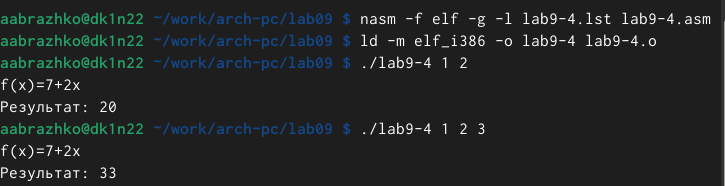 aabrazhko@dk1n22 ~/work/arch-pc/lab09 $ nasm -f elf -g -l lab9-4.lst lab9-4.asm
aabrazhko@dk1n22 ~/work/arch-pc/lab09 $ ld -m elf_i386 -o lab9-4 lab9-4.o
aabrazhko@dk1n22 ~/work/arch-pc/lab09 $ ./lab9-4 1 2
f(x)=7+2x
Результат: 20
aabrazhko@dk1n22 ~/work/arch-pc/lab09 $ ./lab9-4 1 2 3
f(x)=7+2x
Результат: 33